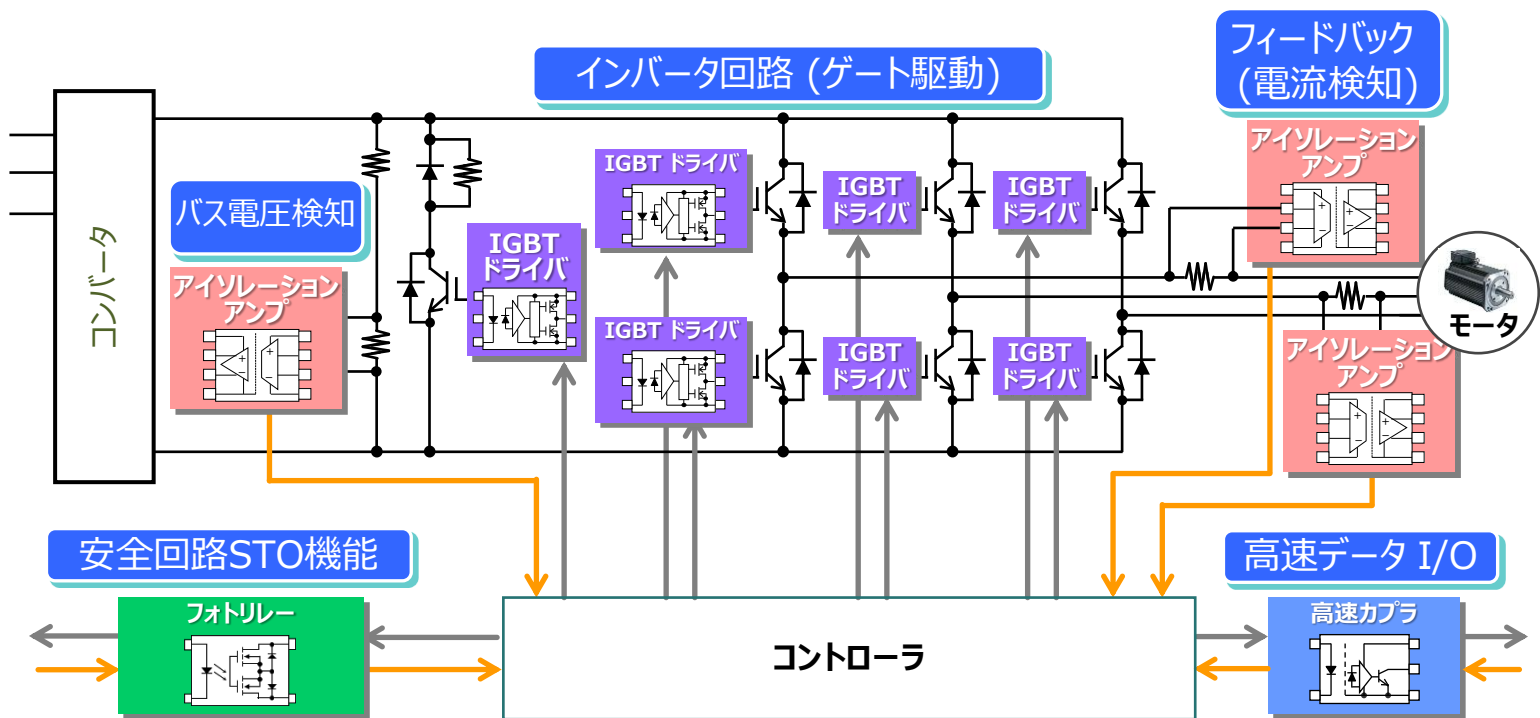 インバータ回路 (ゲート駆動)
フィードバック
(電流検知)
コンバータ
バス電圧検知
アイソレーション
アンプ
IGBT
ドライバ
IGBT ドライバ
IGBT ドライバ
IGBT
ドライバ
IGBT
ドライバ
IGBT
ドライバ
IGBT
ドライバ
アイソレーション
アンプ
モータ
アイソレーション
アンプ
安全回路STO機能
フォトリレー
コントローラ
高速データ I/O
高速カプラ